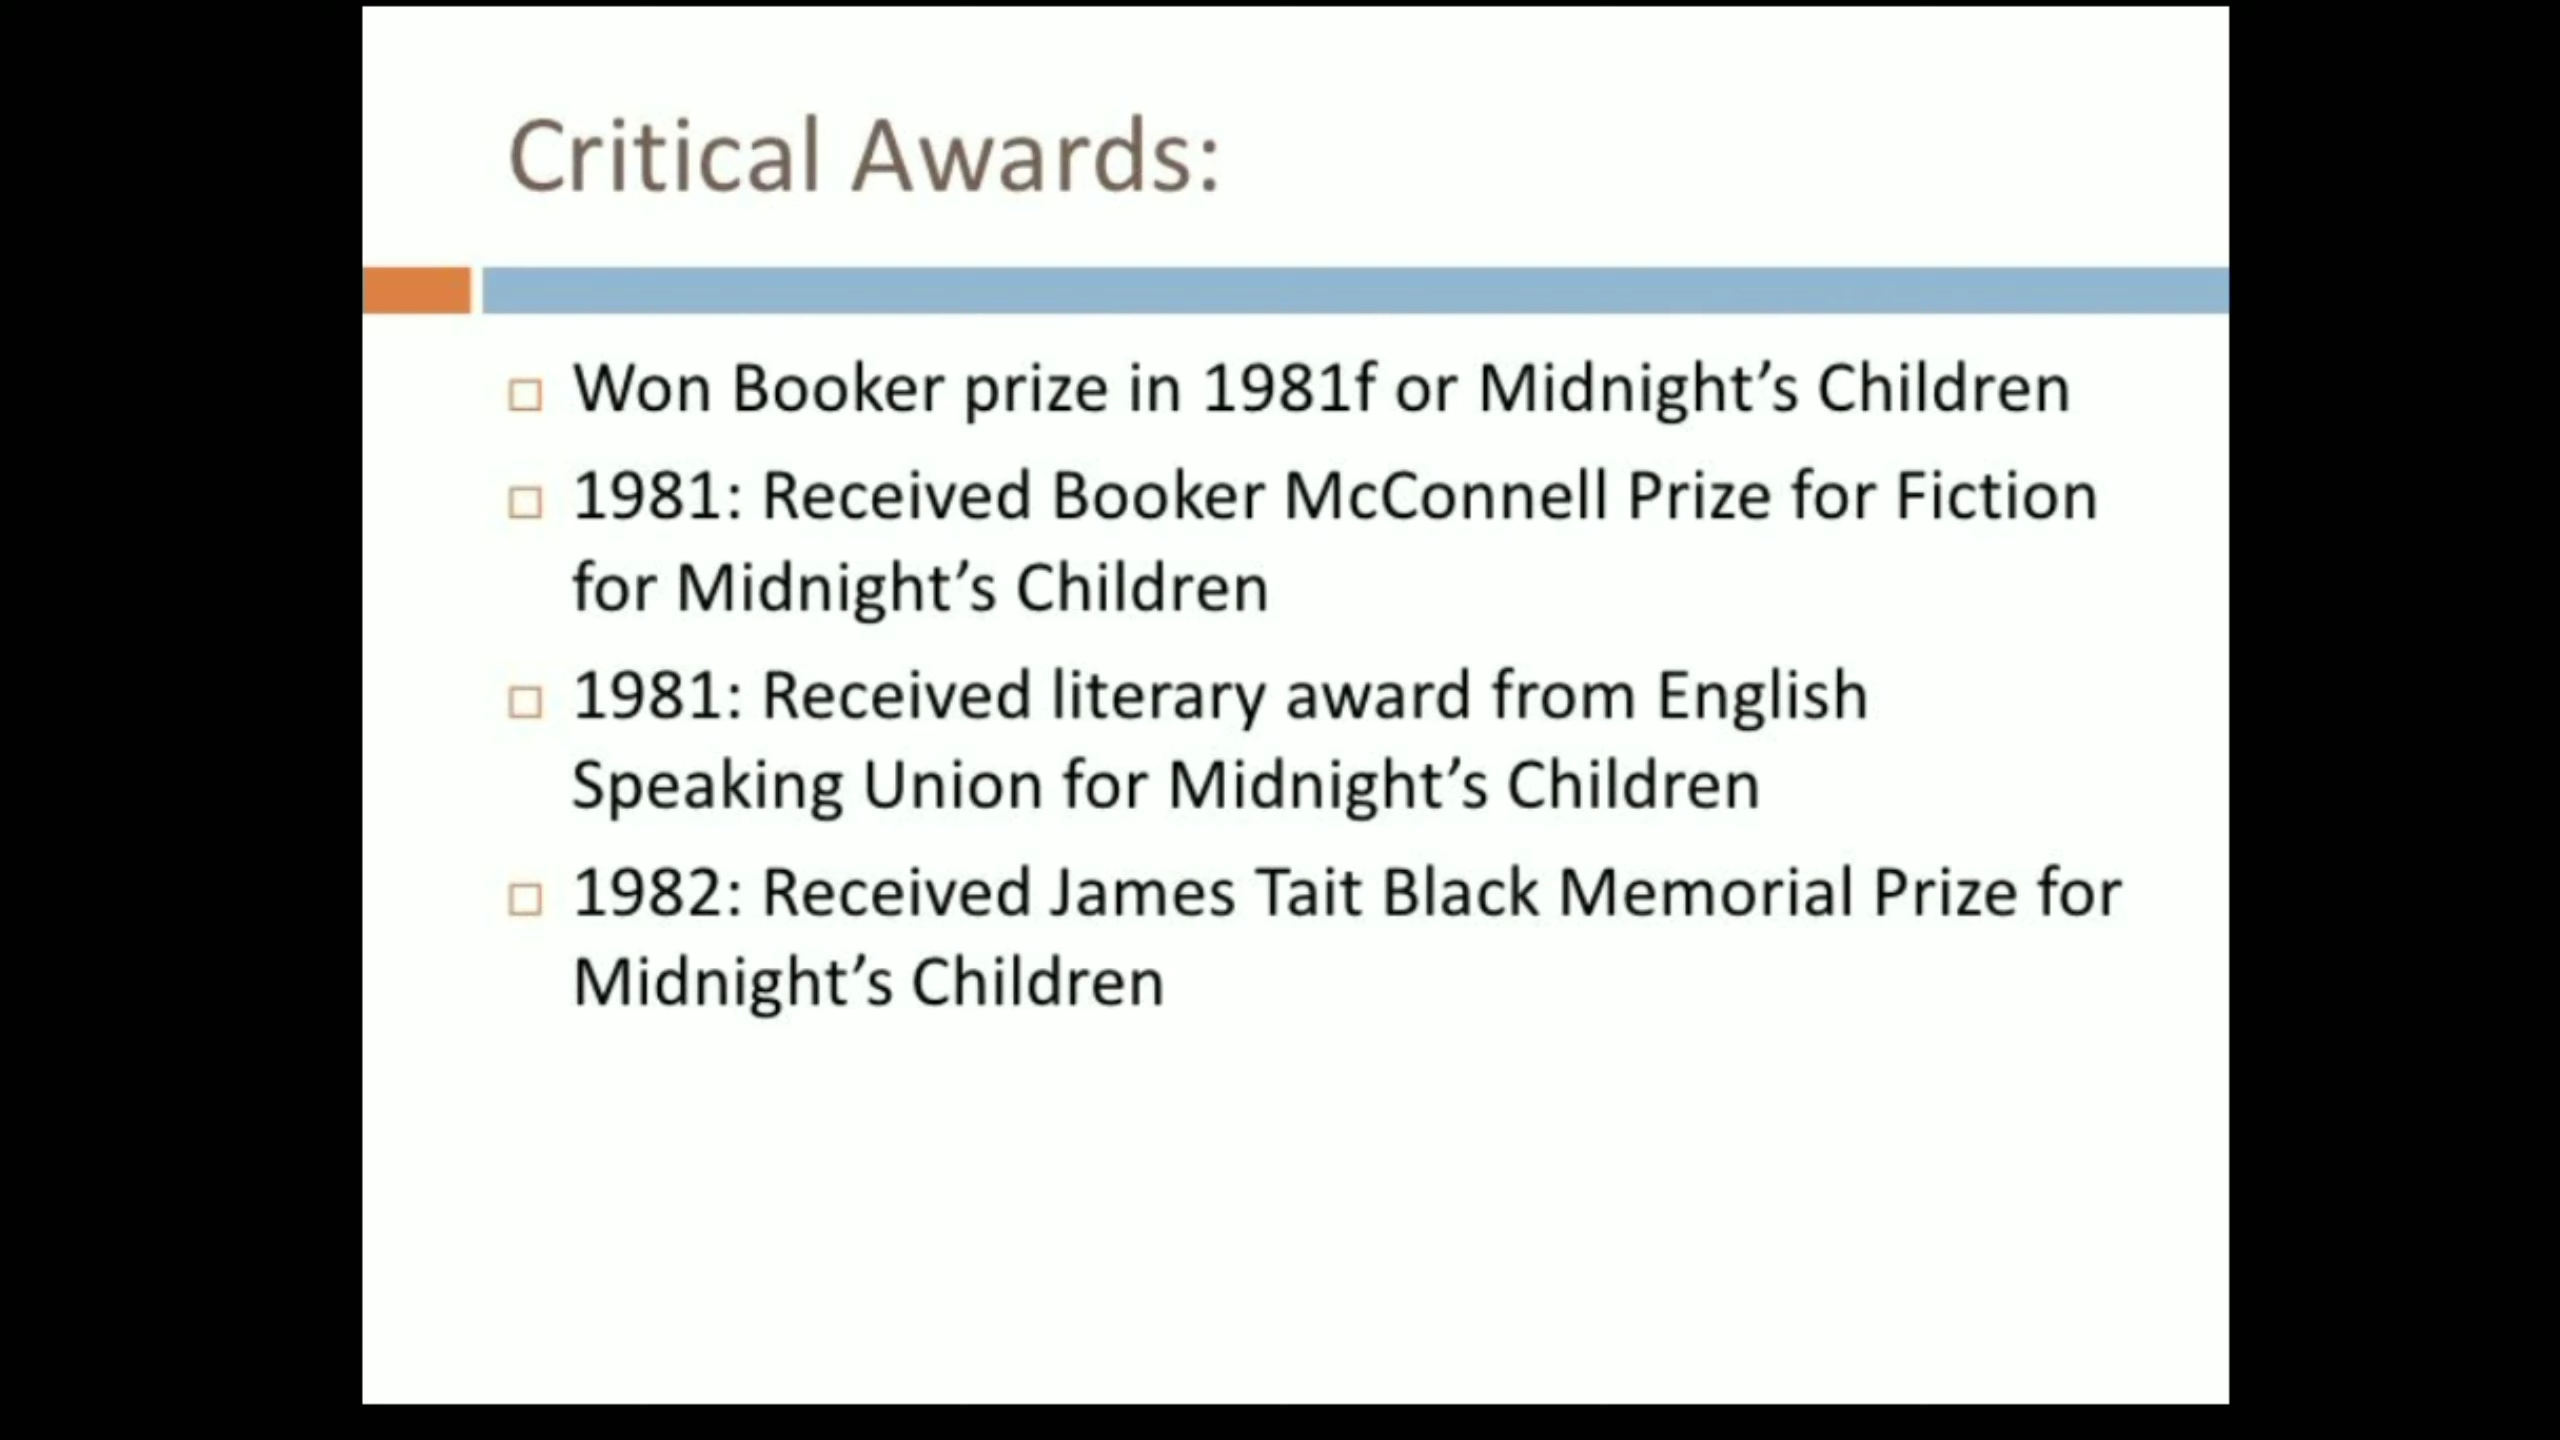 Critical Awards:
Won Booker prize in 1981f or Midnight’s Children
1981: Received Booker McConnell Prize for Fiction
for Midnight’s Children
1981: Received literary award from English
Speaking Union for Midnight’s Children
1982: Received James Tait Black Memorial Prize for
Midnight’s Children